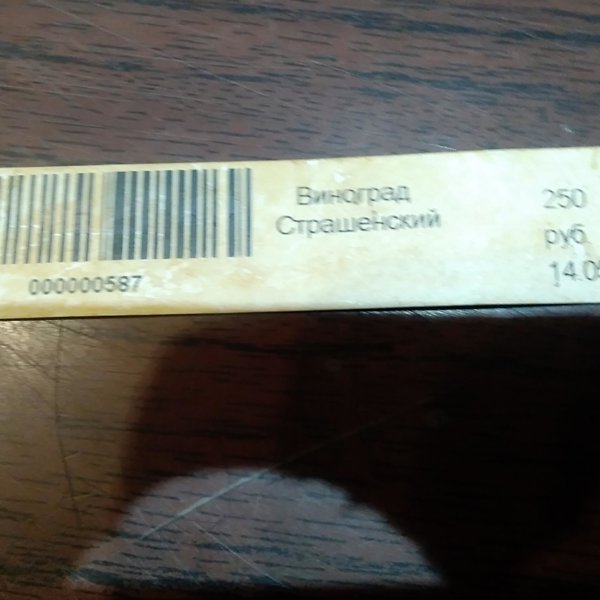 000000587
Виноград
Страшенский
250
руб